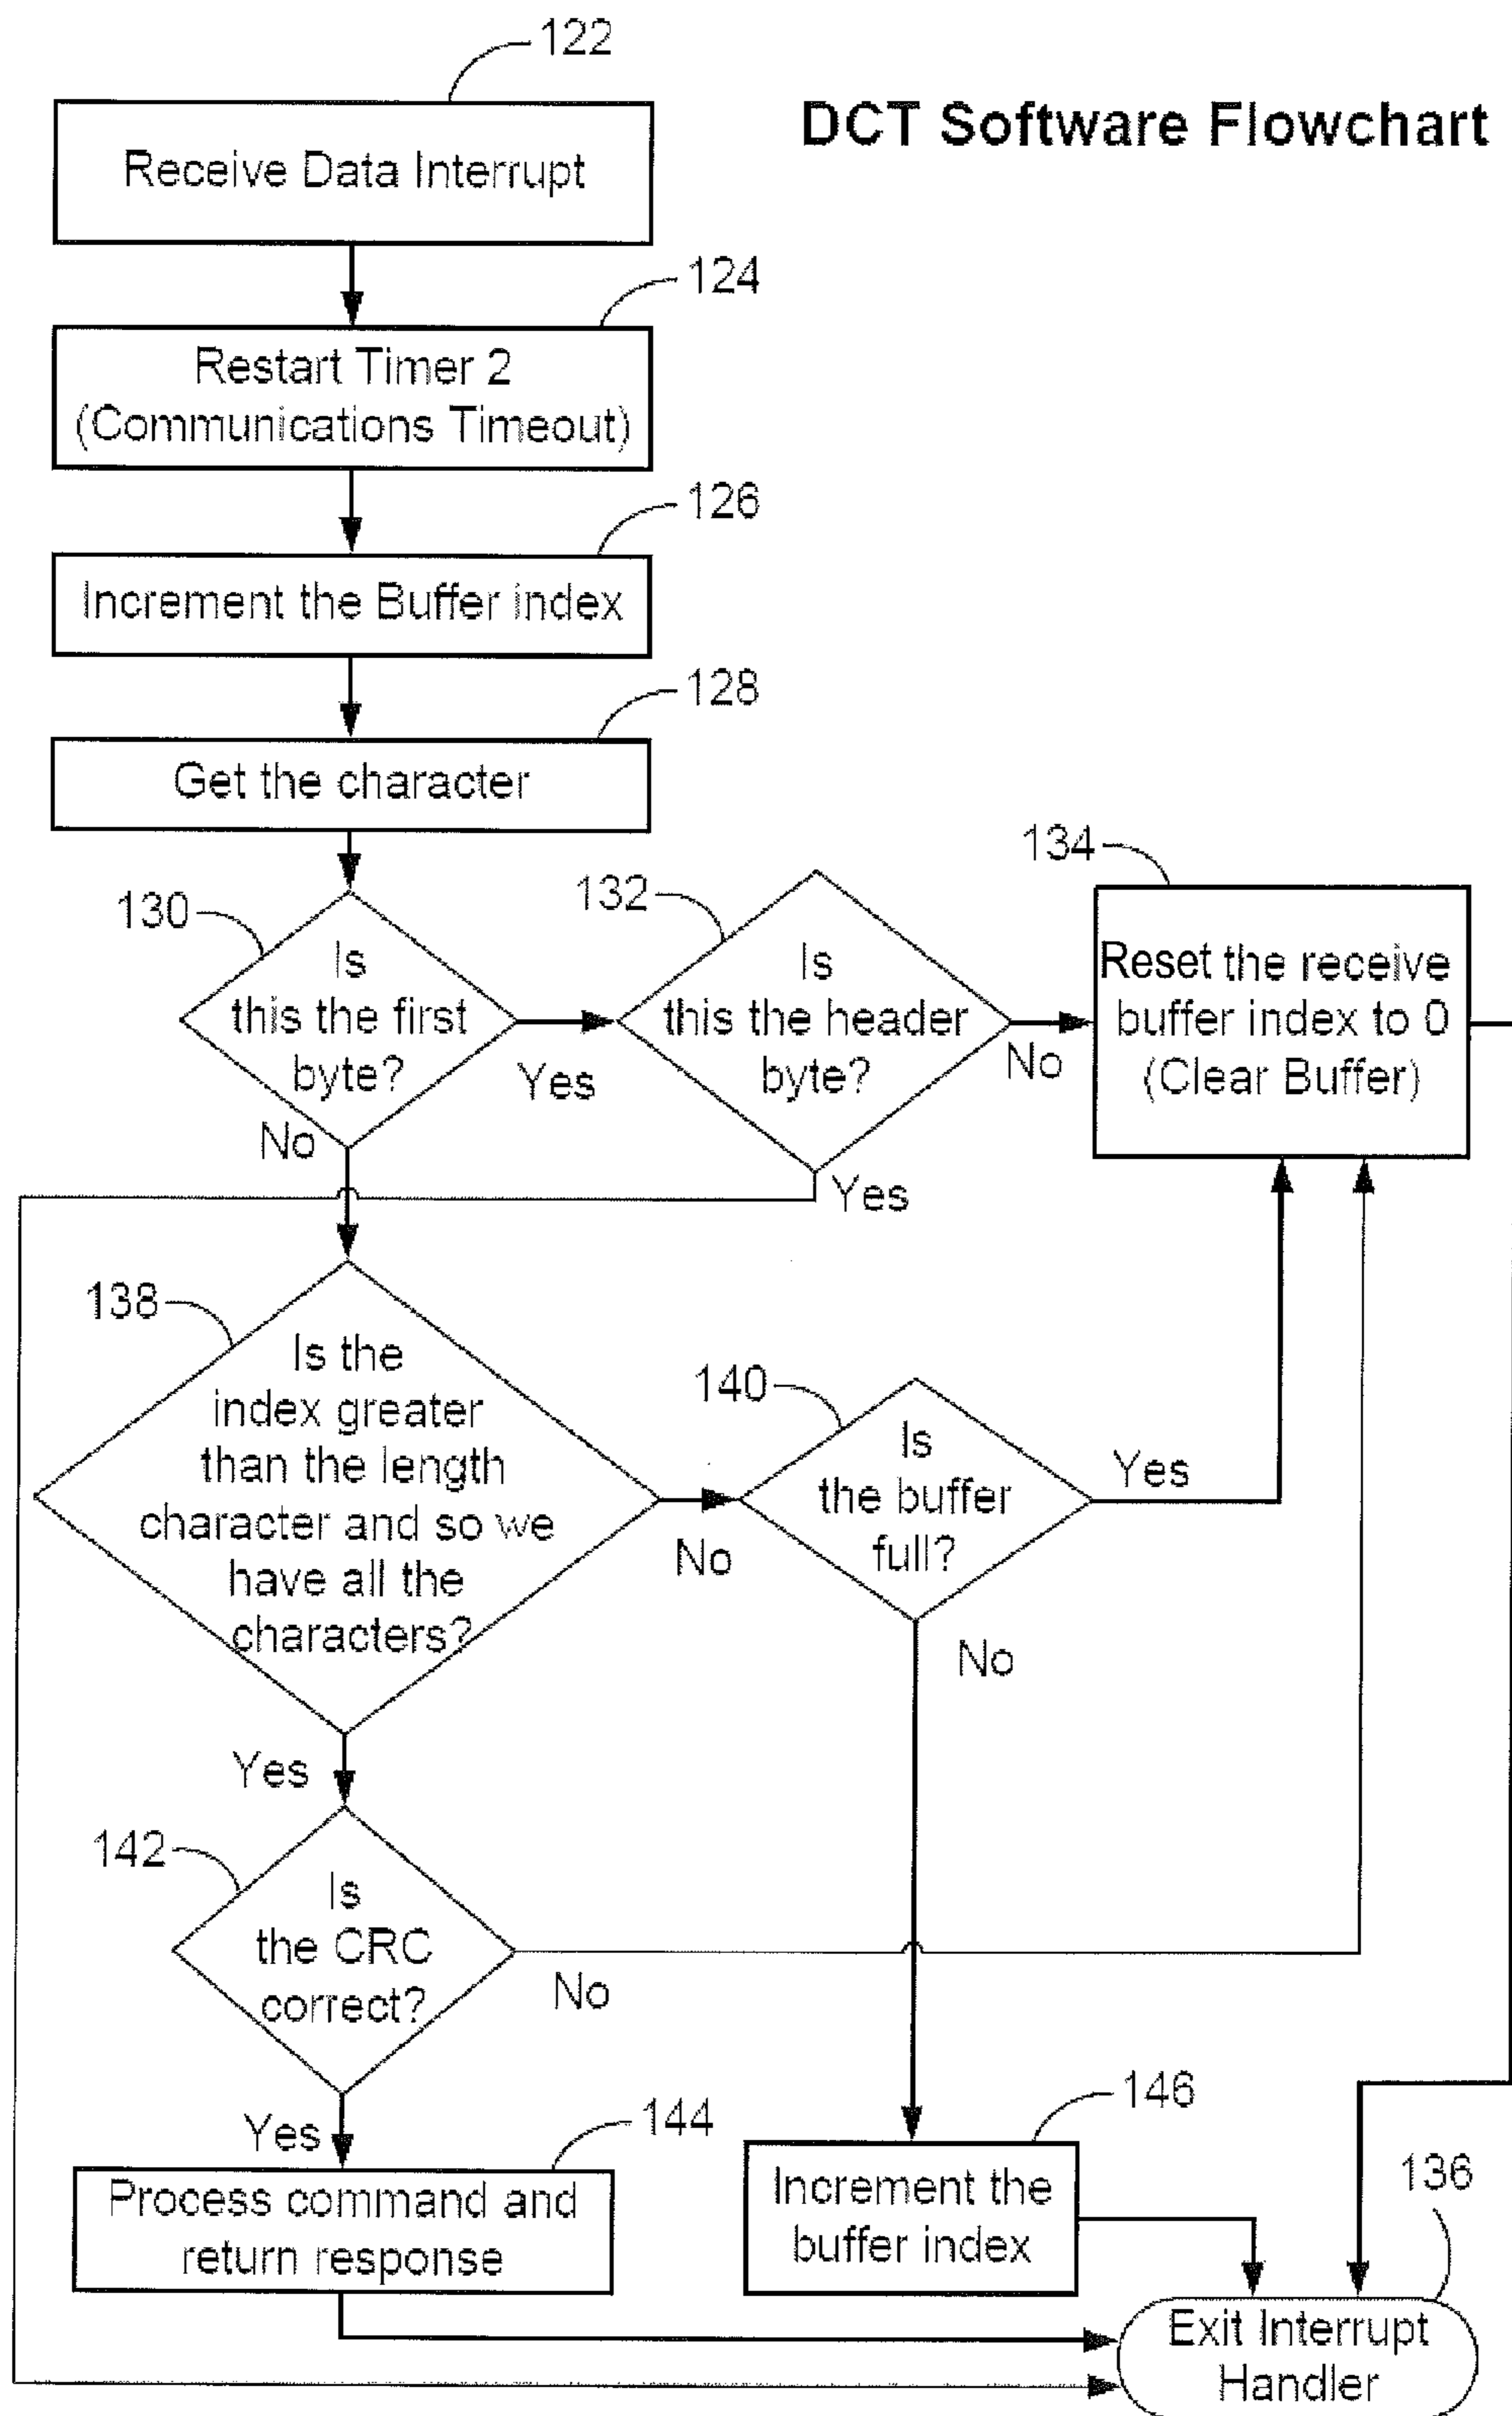 122
DCT Software Flowchart
Receive Data Interrupt
124
Restart Timer 2
(Communications Timeout)
126
Increment the Buffer index
128
Get the character
130
Is
this the first
byte?
Yes
No
132
Is
this the header
byte?
No
Yes
134
Reset the receive
buffer index to 0
(Clear Buffer)
138
Is the
index greater
than the length
character and so we
have all the
characters?
No
Yes
140
Is
the buffer
full?
Yes
No
142
Is
the CRC
correct?
No
Yes
144
Process command and
return response
146
Increment the
buffer index
136
Exit Interrupt
Handler